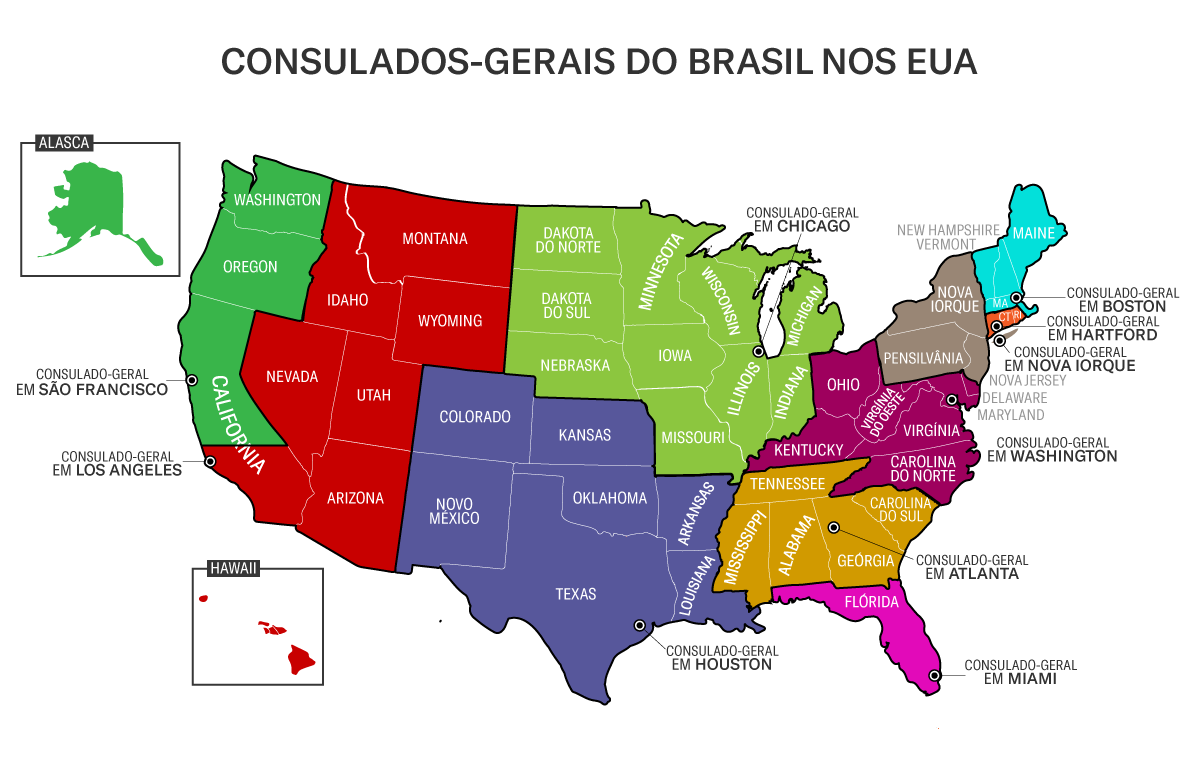 CONSULADOS-GERAIS DO BRASIL NOS EUA
ALASCA
WASHINGTON
OREGON
MONTANA
IDAHO
WYOMING
DAKOTA
DO NORTE
DAKOTA
DO SUL
NEBRASKA
MINNESOTA
IOWA
WISCONSIN
MICHIGAN
ILLINOIS
INDIANA
MISSOURI
CONSULADO-GERAL
EM CHICAGO
NEW HAMPSHIRE
VERMONT
MAINE
MA
CT
RI
NOVA
IORQUE
PENSILVÂNIA
CONSULADO-GERAL
EM BOSTON
CONSULADO-GERAL
EM HARTFORD
CONSULADO-GERAL
EM NOVA IORQUE
NOVA JERSEY
DELAWARE
MARYLAND
CONSULADO-GERAL
EM WASHINGTON
CONSULADO-GERAL
EM SÃO FRANCISCO
CALIFORNIA
NEVADA
UTAH
CONSULADO-GERAL
EM LOS ANGELES
ARIZONA
COLORADO
KANSAS
NOVO
MÉXICO
OKLAHOMA
ARKANSAS
TEXAS
LOUISIANA
OHIO
VIRGÍNIA
DO OESTE
VIRGÍNIA
KENTUCKY
CAROLINA
DO NORTE
TENNESSEE
CAROLINA
DO SUL
MISSISSIPPI
ALABAMA
GEÓRGIA
CONSULADO-GERAL
EM ATLANTA
FLÓRIDA
CONSULADO-GERAL
EM HOUSTON
CONSULADO-GERAL
EM MIAMI
HAWAII